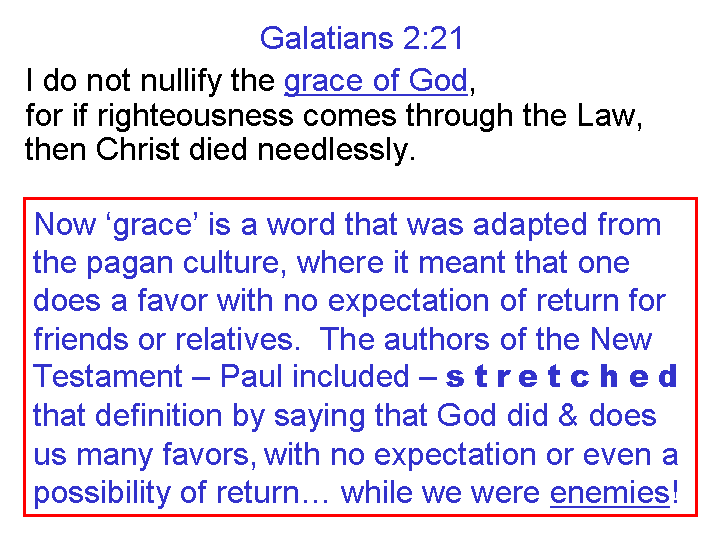 Galatians 2:21
I do not nullify the grace of God,
for if righteousness comes through the Law,
then Christ died needlessly.
Now ‘grace’ is a word that was adapted from
the pagan culture, where it meant that one
does a favor with no expectation of return for
friends or relatives.  The authors of the New
Testament – Paul included – s t r e t c h e d
that definition by saying that God did & does
us many favors, with no expectation or even a
possibility of return… while we were enemies!